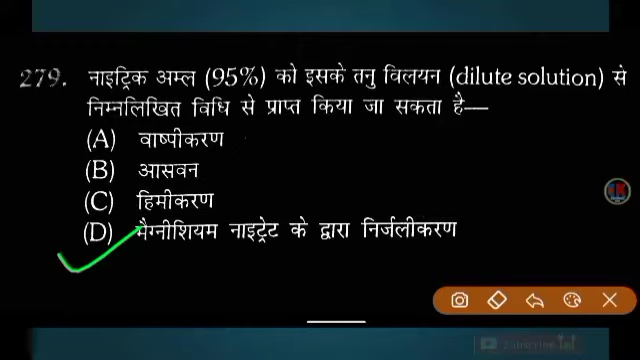 279. नाइट्रिक अम्ल (95%) को इसके तनु विलयन (dilute solution) से
निम्नलिखित विधि से प्राप्त किया जा सकता है—
(A) वाष्पीकरण
(B) आसवन
(C) हिमीकरण
(D) मैग्नीशियम नाइट्रेट के द्वारा निर्जलीकरण